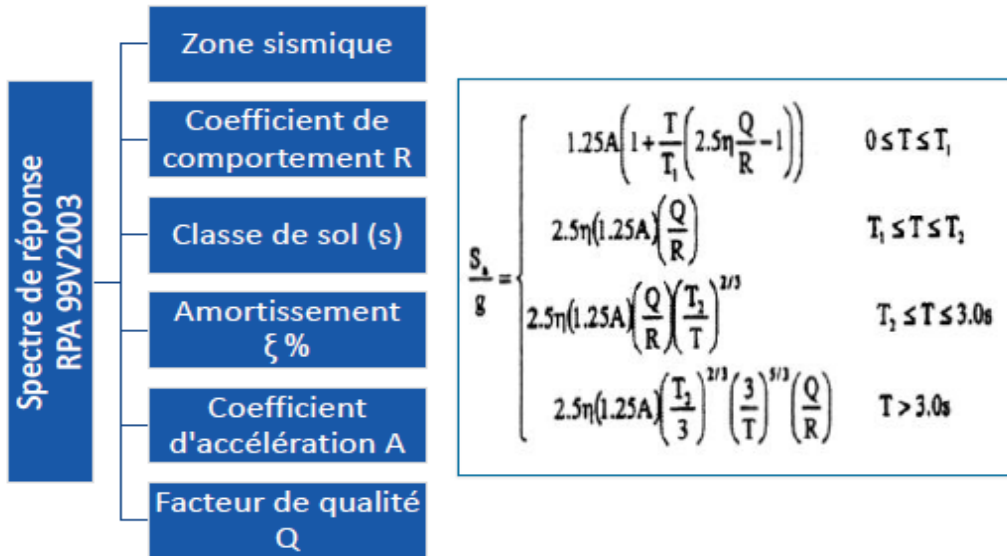 Spectre de réponse
RPA 99V2003
Zone sismique
Coefficient de
comportement R
Classe de sol (s)
Amortissement
ξ %
Coefficient
d'accélération A
Facteur de qualité
Q
S_a/g = {
1.25A(1 + T/T₁(2.5η Q/R − 1)) 0 ≤ T ≤ T₁
2.5η(1.25A)(Q/R) T₁ ≤ T ≤ T₂
2.5η(1.25A)(Q/R)(T₂/T)^2/3 T₂ ≤ T ≤ 3.0s
2.5η(1.25A)(T₂/3)^2/3 (3/T)^5/3 (Q/R) T > 3.0s